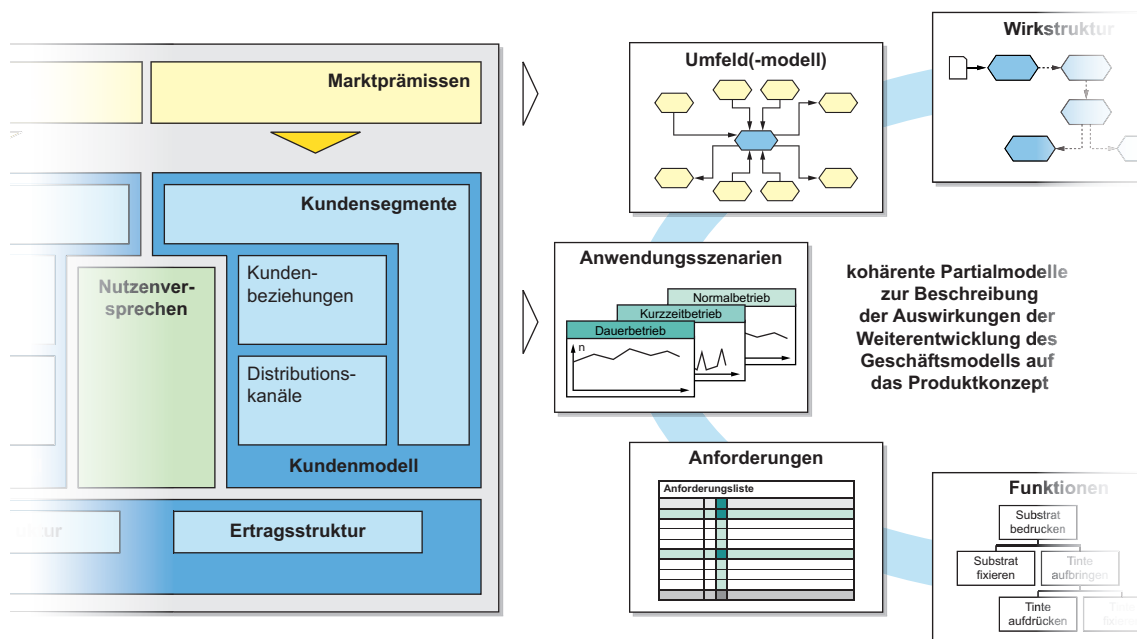 Marktprämissen
Kundensegmente
Kunden-
beziehungen
Nutzenver-
sprechen
Distributions-
kanäle
Kundenmodell
Ertragsstruktur
Umfeld(-modell)
Wirkstruktur
Anwendungsszenarien
Normalbetrieb
Kurzzeitbetrieb
Dauerbetrieb
n
kohärente Partialmodelle
zur Beschreibung
der Auswirkungen der
Weiterentwicklung des
Geschäftsmodells auf
das Produktkonzept
Anforderungen
Anforderungsliste
Funktionen
Substrat
bedrucken
Substrat
fixieren
Tinte
aufbringen
Tinte
aufdrücken
Tinte